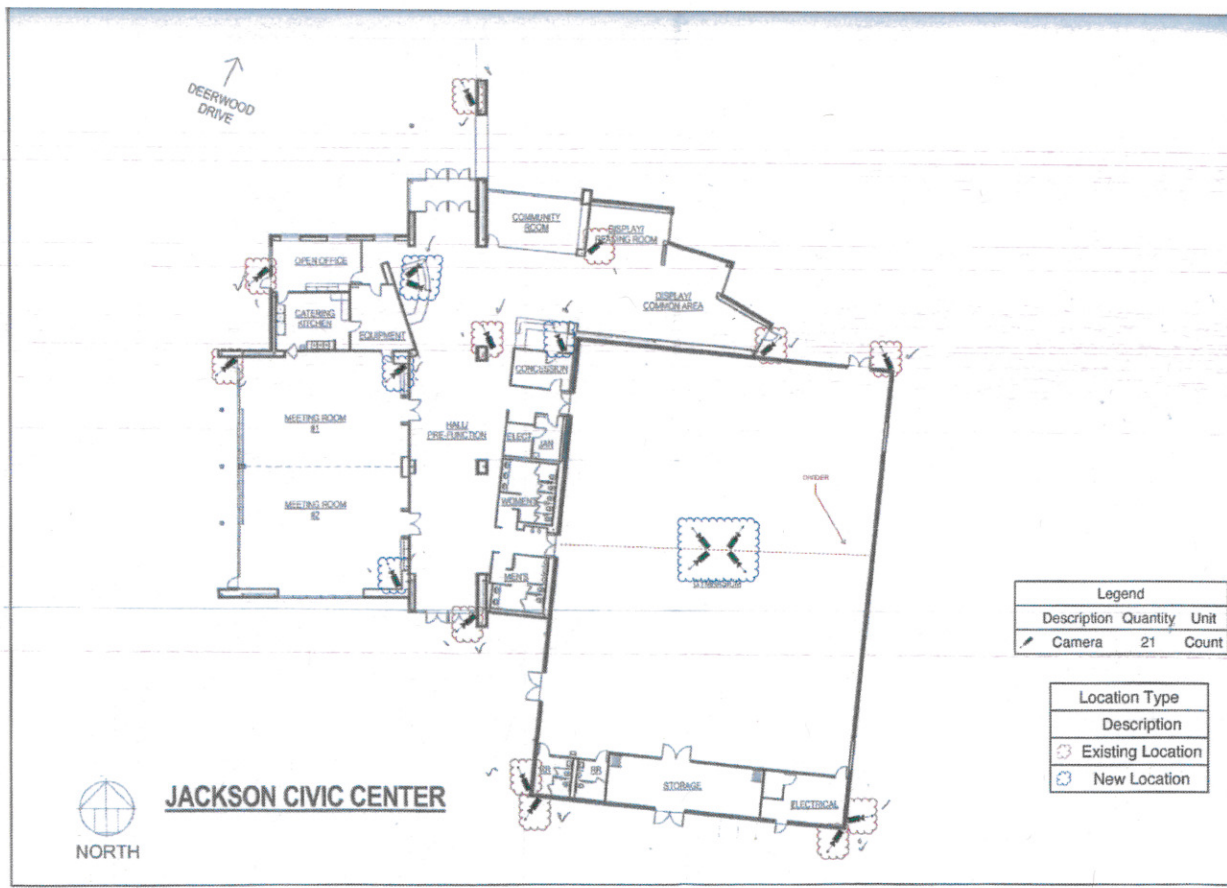 DEERWOOD
DRIVE
COMMUNITY
ROOM
DISPLAY/
OPEN OFFICE
DISPLAY/
COMMON AREA
CATERING
KITCHEN
EQUIPMENT
CONCESSION
MEETING ROOM
#1
HALL/
PRE-FUNCTION
ELECT
JAN
DIVIDER
MEETING ROOM
#2
WOMEN'S
MEN'S
GYMNASIUM
RR
RR
STORAGE
ELECTRICAL
Legend
Description Quantity Unit
Camera 21 Count
Location Type
Description
Existing Location
New Location
JACKSON CIVIC CENTER
NORTH